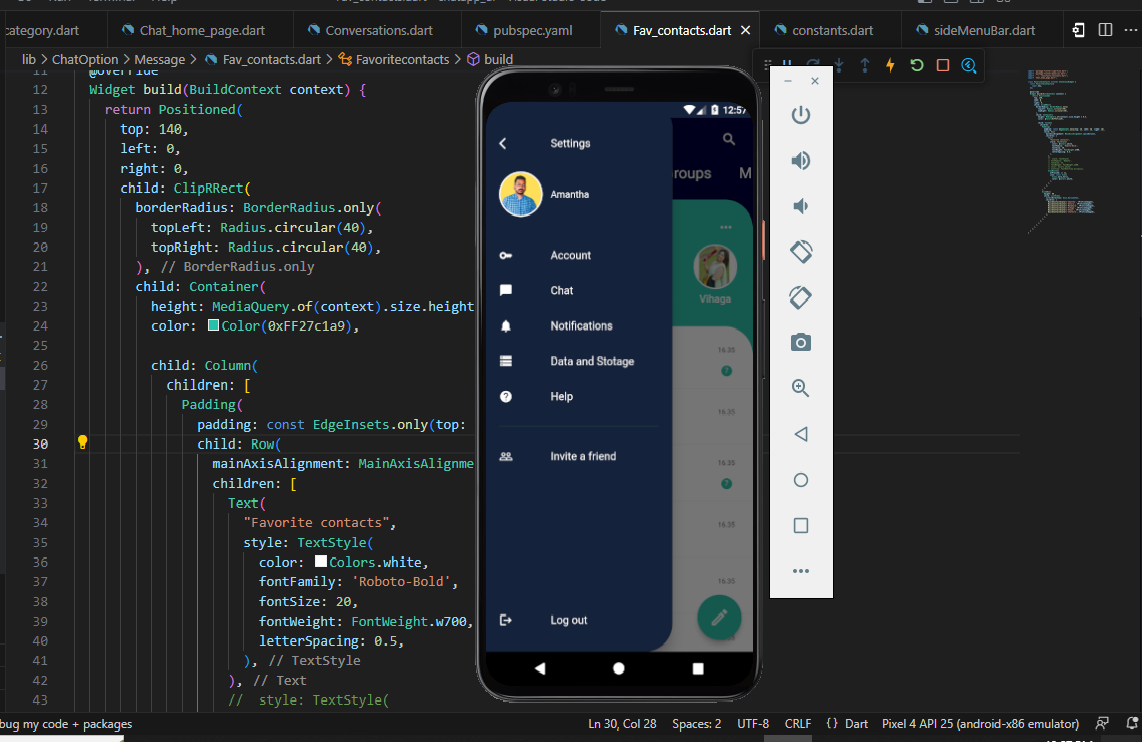 category.dart Chat_home_page.dart Conversations.dart pubspec.yaml Fav_contacts.dart constants.dart sideMenuBar.dart
lib > ChatOption > Message > Fav_contacts.dart > Favoritecontacts > build
11 @override
12 Widget build(BuildContext context) {
13 return Positioned(
14 top: 140,
15 left: 0,
16 right: 0,
17 child: ClipRRect(
18 borderRadius: BorderRadius.only(
19 topLeft: Radius.circular(40),
20 topRight: Radius.circular(40),
21 ), // BorderRadius.only
22 child: Container(
23 height: MediaQuery.of(context).size.height
24 color: Color(0xFF27c1a9),
25
26 child: Column(
27 children: [
28 Padding(
29 padding: const EdgeInsets.only(top:
30 child: Row(
31 mainAxisAlignment: MainAxisAlignme
32 children: [
33 Text(
34 "Favorite contacts",
35 style: TextStyle(
36 color: Colors.white,
37 fontFamily: 'Roboto-Bold',
38 fontSize: 20,
39 fontWeight: FontWeight.w700,
40 letterSpacing: 0.5,
41 ), // TextStyle
42 ), // Text
43 // style: TextStyle(
12:57
Settings
Amantha
Account
Chat
Notifications
Data and Stotage
Help
Invite a friend
Log out
roups M
Vihaga
16.35
16.35
16.35
16.35
16.35
bug my code + packages
Ln 30, Col 28 Spaces: 2 UTF-8 CRLF {} Dart Pixel 4 API 25 (android-x86 emulator)